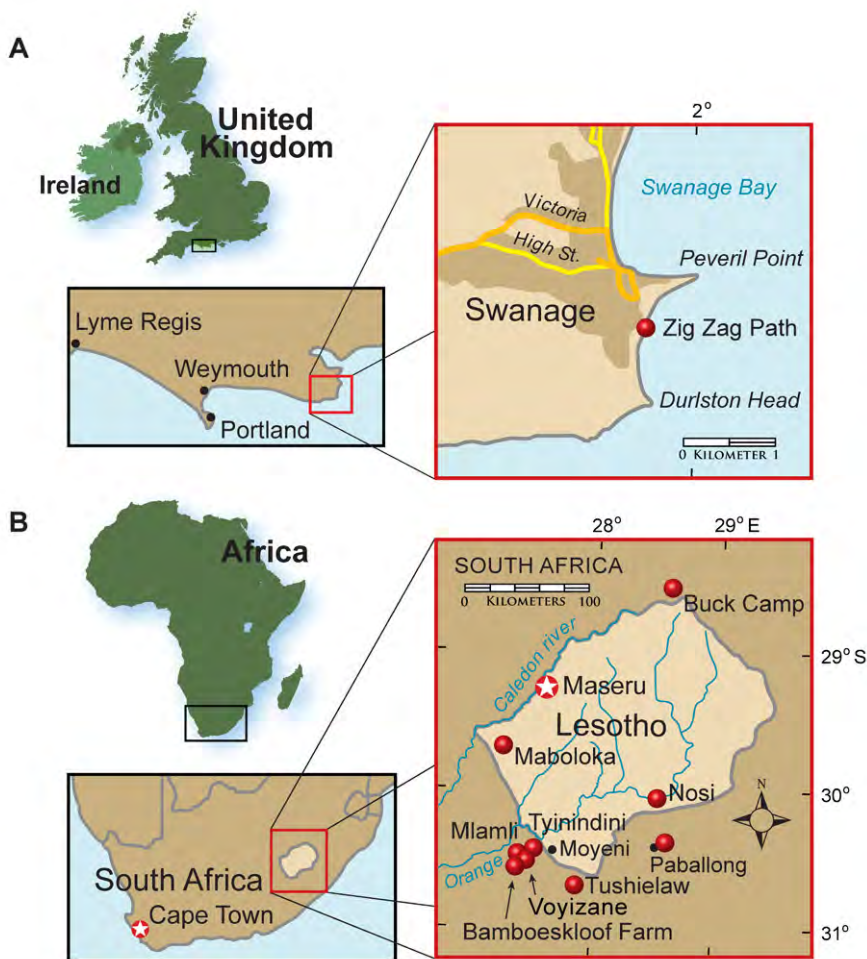 A
United
Kingdom
Ireland
Lyme Regis
Weymouth
Portland
2°
Swanage Bay
Victoria
High St.
Peveril Point
Swanage
Zig Zag Path
Durlston Head
0 KILOMETER 1
B
Africa
South Africa
Cape Town
28° 29° E
SOUTH AFRICA
0 KILOMETERS 100
Buck Camp
Caledon river
29° S
Maseru
Lesotho
Maboloka
Nosi
30°
N
Tyinindini
Mlamli
Moyeni
Paballong
Orange
Tushielaw
Voyizane
Bamboeskloof Farm
31°